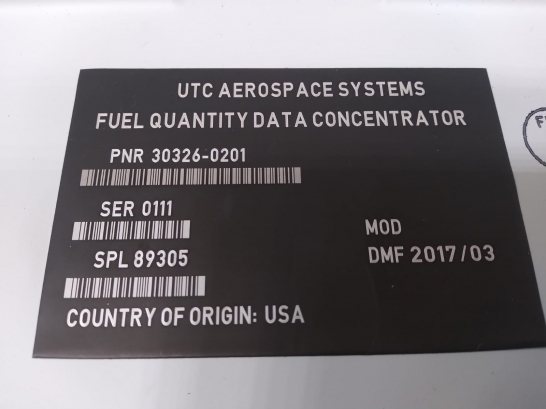 UTC AEROSPACE SYSTEMS
FUEL QUANTITY DATA CONCENTRATOR
PNR 30326-0201
SER 0111
MOD
SPL 89305
DMF 2017/03
COUNTRY OF ORIGIN: USA